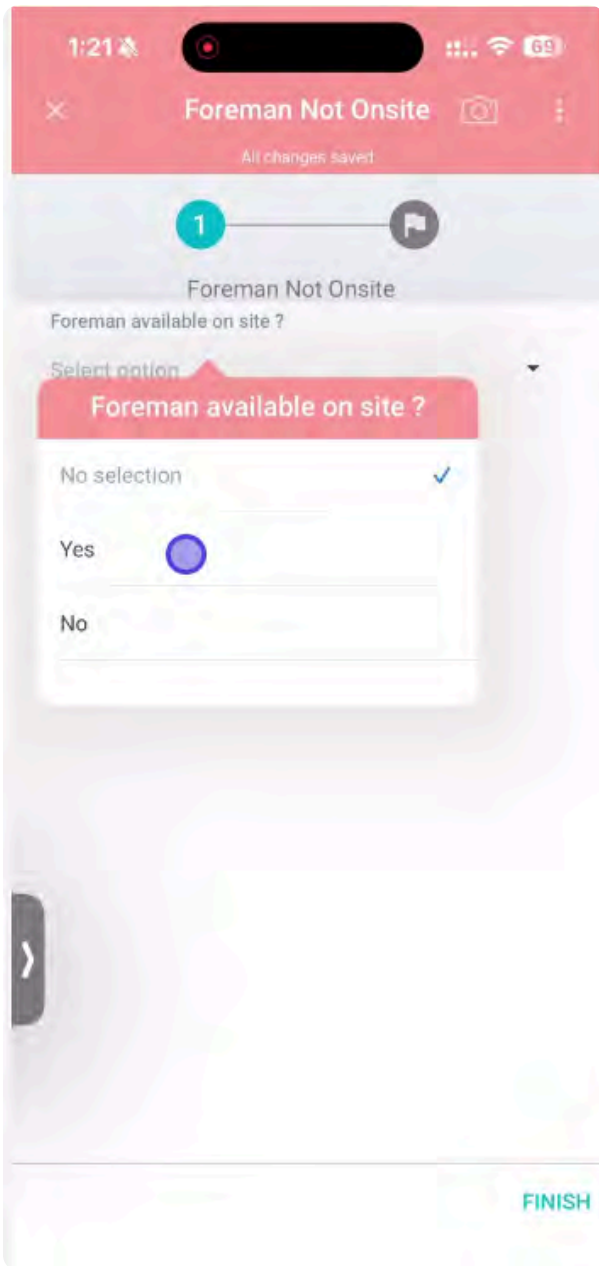 1:21
69
Foreman Not Onsite
All changes saved
1
Foreman Not Onsite
Foreman available on site ?
Select option
Foreman available on site ?
No selection
Yes
No
FINISH